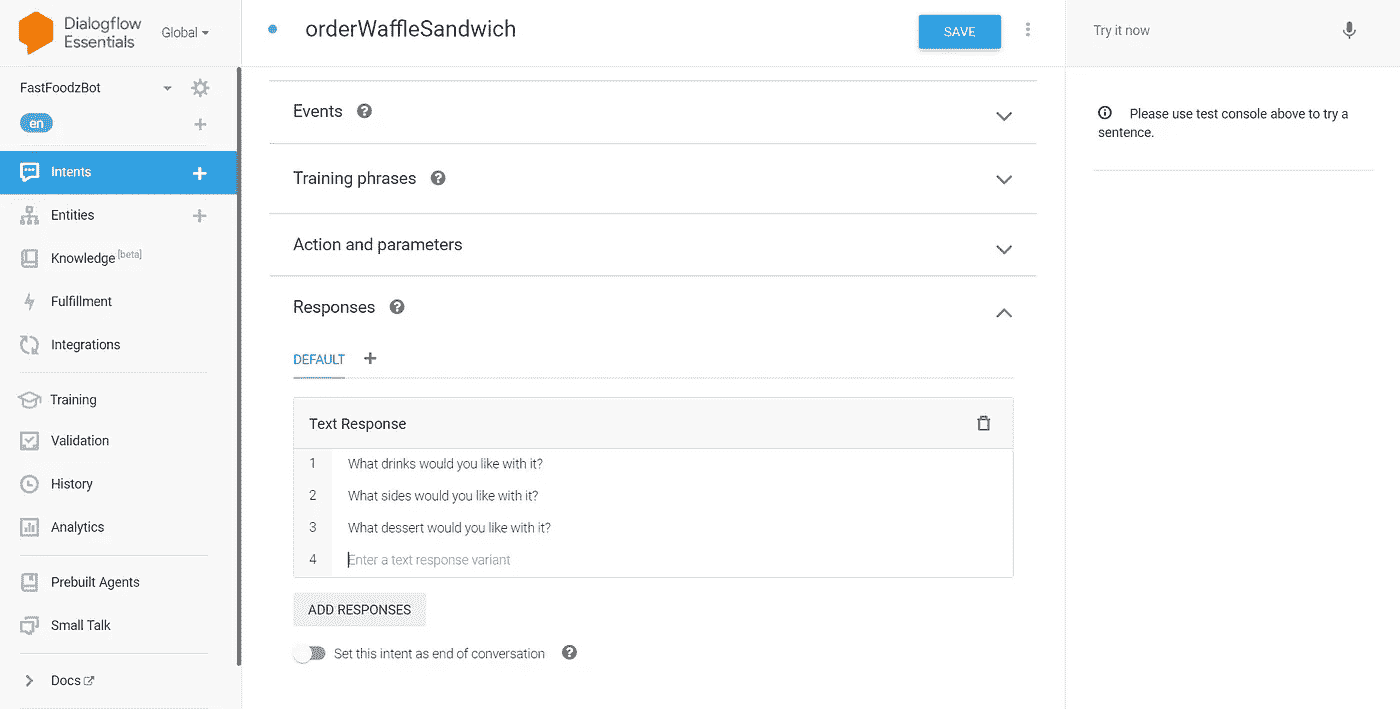 Dialogflow
Essentials
Global
orderWaffleSandwich
SAVE
Try it now
FastFoodzBot
en
Intents
Entities
Knowledge [beta]
Fulfillment
Integrations
Training
Validation
History
Analytics
Prebuilt Agents
Small Talk
Docs
Events
Training phrases
Action and parameters
Responses
DEFAULT
Text Response
1 What drinks would you like with it?
2 What sides would you like with it?
3 What dessert would you like with it?
4 Enter a text response variant
ADD RESPONSES
Set this intent as end of conversation
Please use test console above to try a
sentence.